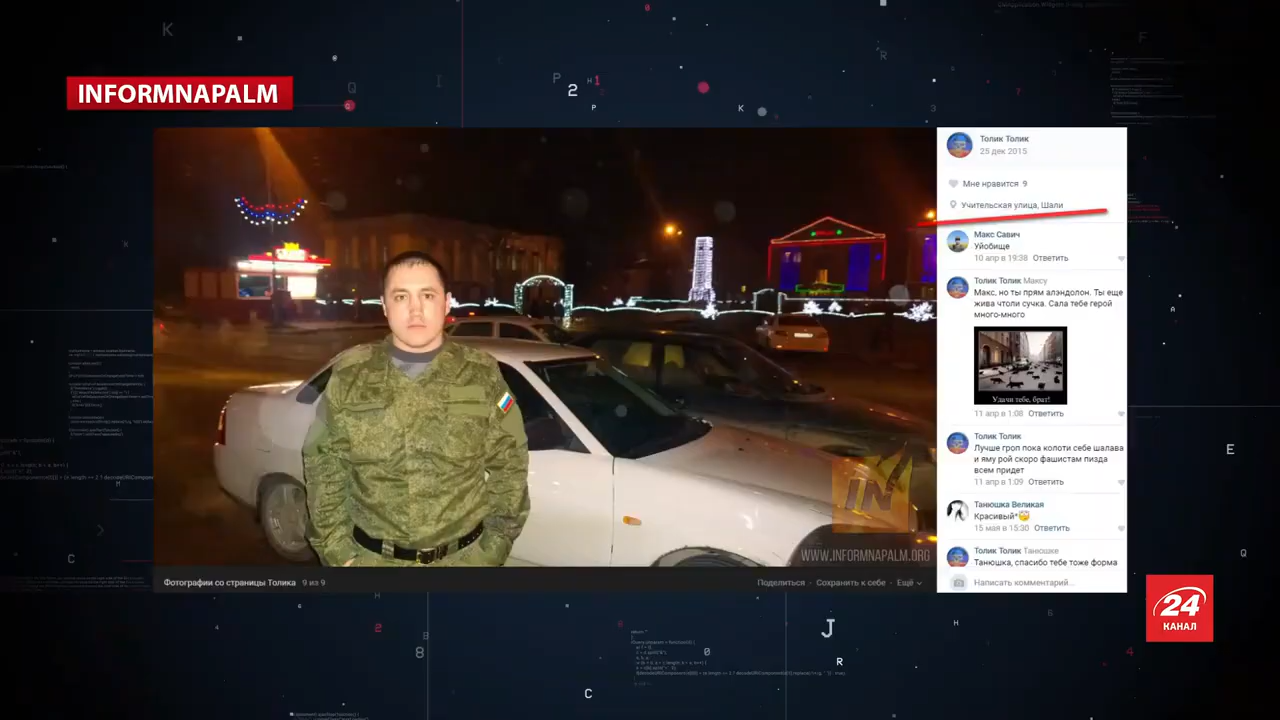 INFORMNAPALM
Толик Толик
25 дек 2015
Мне нравится 9
Учительская улица, Шали
Макс Савич
Уйобище
10 апр в 19:38 Ответить
Толик Толик Максу
Макс, но ты прям алэндолон. Ты еще
жива чтоли сучка. Сала тебе герой
много-много
Удачи тебе, брат!
11 апр в 1:08 Ответить
Толик Толик
Лучше гроп пока колоти себе шалава
и яму рой скоро фашистам пизда
всем придет
11 апр в 1:09 Ответить
Танюшка Великая
Красивый*
15 мая в 15:30 Ответить
Толик Толик Танюшке
Танюшка, спасибо тебе тоже форма
Написать комментарий...
IN
WWW.INFORMNAPALM.ORG
Фотографии со страницы Толика 9 из 9
Поделиться · Сохранить к себе · Ещё
24
КАНАЛ